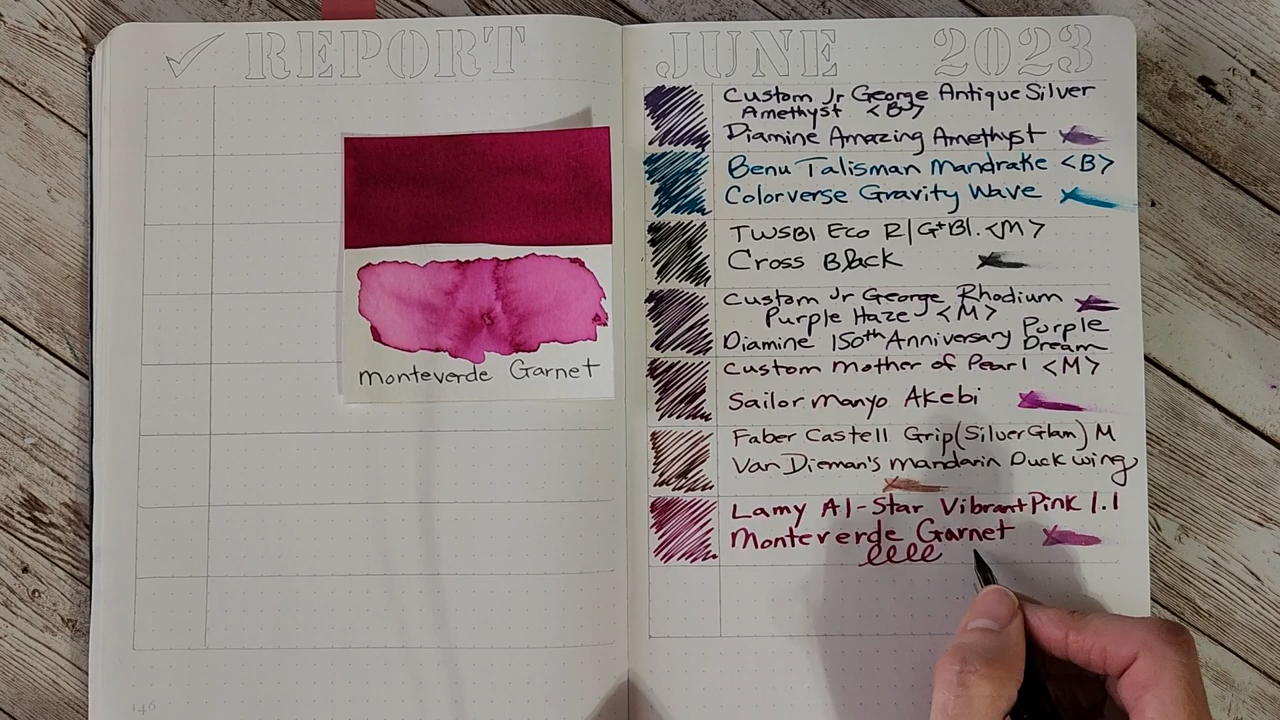 REPORT
Monteverde Garnet
146
JUNE 2023
Custom Jr George Antique Silver
Amethyst <B>
Diamine Amazing Amethyst
Benu Talisman Mandrake <B>
Colorverse Gravity Wave
TWSBI Eco R|G+Bl. <M>
Cross Black
Custom Jr George Rhodium
Purple Haze <M>
Diamine 150th Anniversary Purple
Dream
Custom Mother of Pearl <M>
Sailor Manyo Akebi
Faber Castell Grip (Silver Glam) M
Van Dieman's Mandarin Duck wing
Lamy Al-Star Vibrant Pink 1.1
Monteverde Garnet